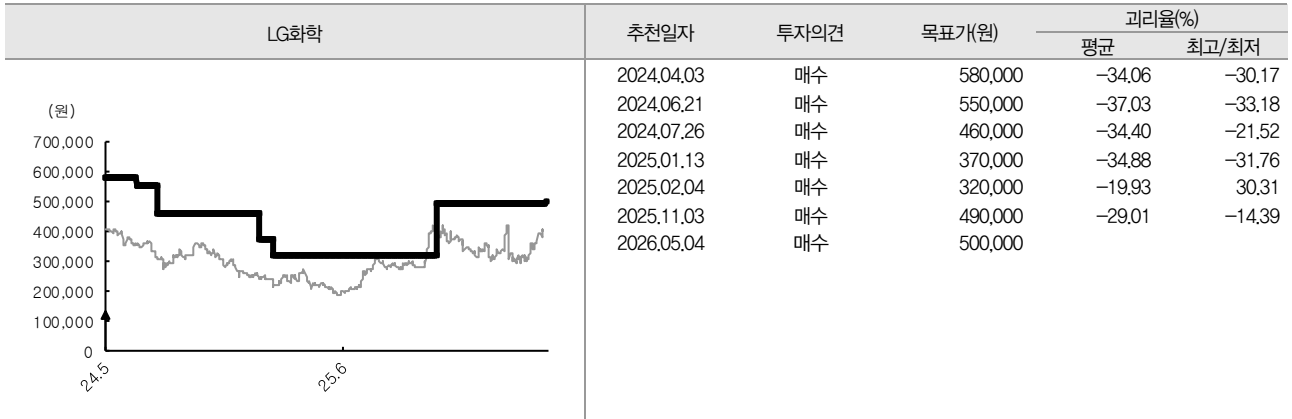 LG화학
추천일자 투자의견 목표가(원) 괴리율(%)
평균 최고/최저
2024.04.03 매수 580,000 -34.06 -30.17
2024.06.21 매수 550,000 -37.03 -33.18
2024.07.26 매수 460,000 -34.40 -21.52
2025.01.13 매수 370,000 -34.88 -31.76
2025.02.04 매수 320,000 -19.93 30.31
2025.11.03 매수 490,000 -29.01 -14.39
2026.05.04 매수 500,000
(원)
700,000
600,000
500,000
400,000
300,000
200,000
100,000
0
24.5
25.6